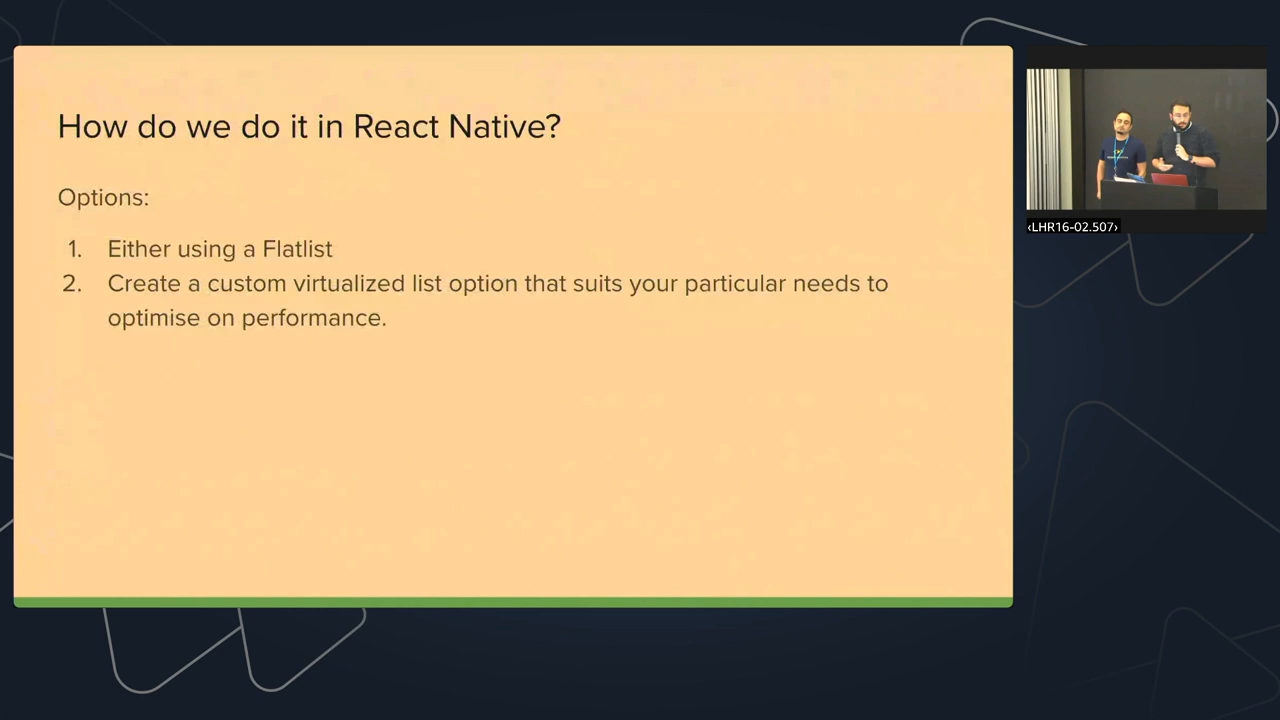 How do we do it in React Native?
Options:
1. Either using a Flatlist
2. Create a custom virtualized list option that suits your particular needs to
optimise on performance.
‹LHR16-02.507›